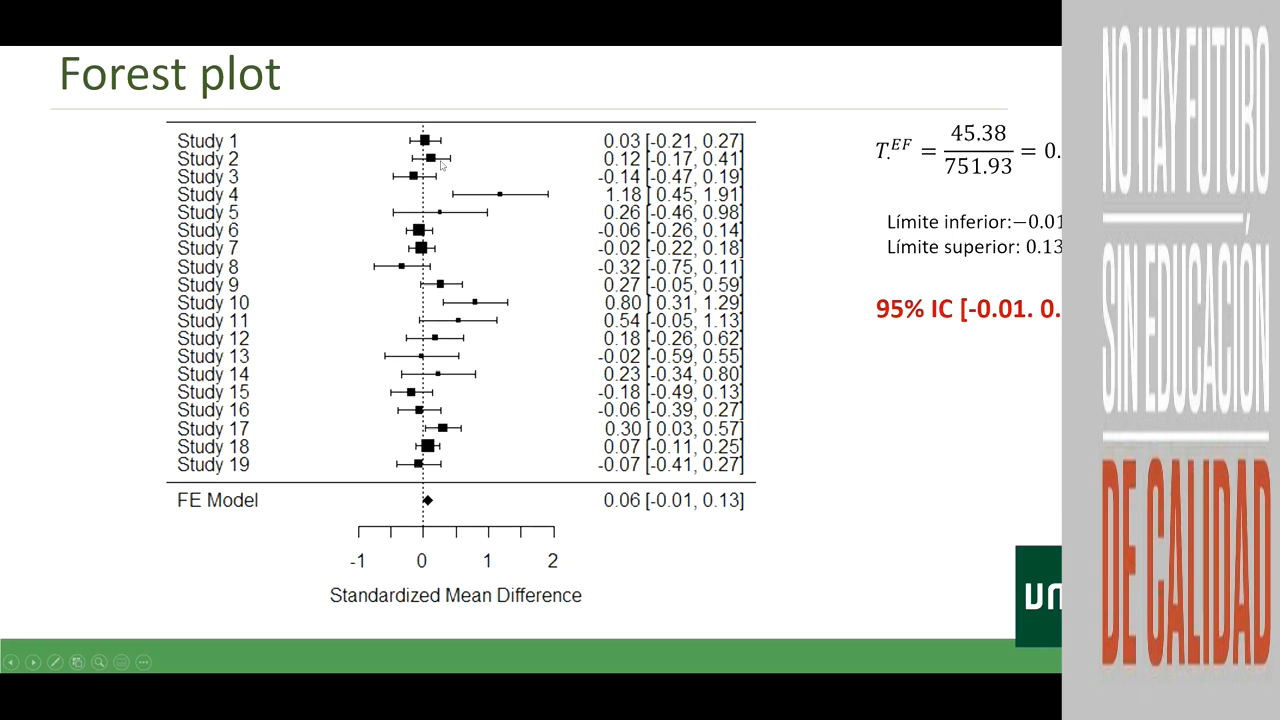 Forest plot
Study 1 0.03 [-0.21, 0.27]
Study 2 0.12 [-0.17, 0.41]
Study 3 -0.14 [-0.47, 0.19]
Study 4 1.18 [ 0.45, 1.91]
Study 5 0.26 [-0.46, 0.98]
Study 6 -0.06 [-0.26, 0.14]
Study 7 -0.02 [-0.22, 0.18]
Study 8 -0.32 [-0.75, 0.11]
Study 9 0.27 [-0.05, 0.59]
Study 10 0.80 [ 0.31, 1.29]
Study 11 0.54 [-0.05, 1.13]
Study 12 0.18 [-0.26, 0.62]
Study 13 -0.02 [-0.59, 0.55]
Study 14 0.23 [-0.34, 0.80]
Study 15 -0.18 [-0.49, 0.13]
Study 16 -0.06 [-0.39, 0.27]
Study 17 0.30 [ 0.03, 0.57]
Study 18 0.07 [-0.11, 0.25]
Study 19 -0.07 [-0.41, 0.27]
FE Model 0.06 [-0.01, 0.13]
-1 0 1 2
Standardized Mean Difference
T.^EF = 45.38/751.93 = 0.
Límite inferior:−0.01
Límite superior: 0.13
95% IC [-0.01. 0.
NO HAY FUTURO
SIN EDUCACIÓN
DE CALIDAD